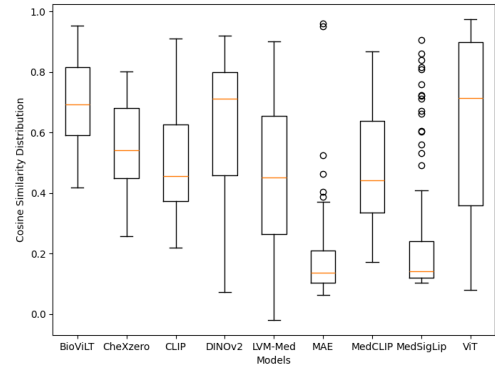 Cosine Similarity Distribution
1.0
0.8
0.6
0.4
0.2
0.0
BioViLT CheXzero CLIP DINOv2 LVM-Med MAE MedCLIP MedSigLip ViT
Models